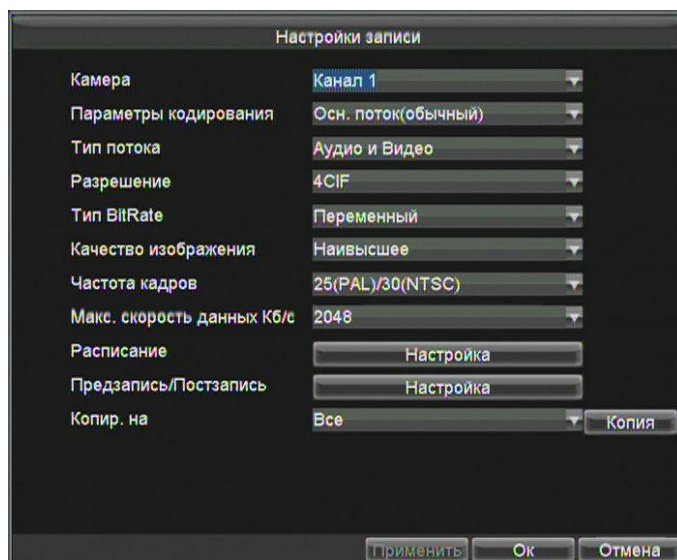 Настройки записи
Камера Канал 1
Параметры кодирования Осн. поток(обычный)
Тип потока Аудио и Видео
Разрешение 4CIF
Тип BitRate Переменный
Качество изображения Наивысшее
Частота кадров 25(PAL)/30(NTSC)
Макс. скорость данных Кб/с 2048
Расписание Настройка
Предзапись/Постзапись Настройка
Копир. на Все Копия
Применить Ок Отмена